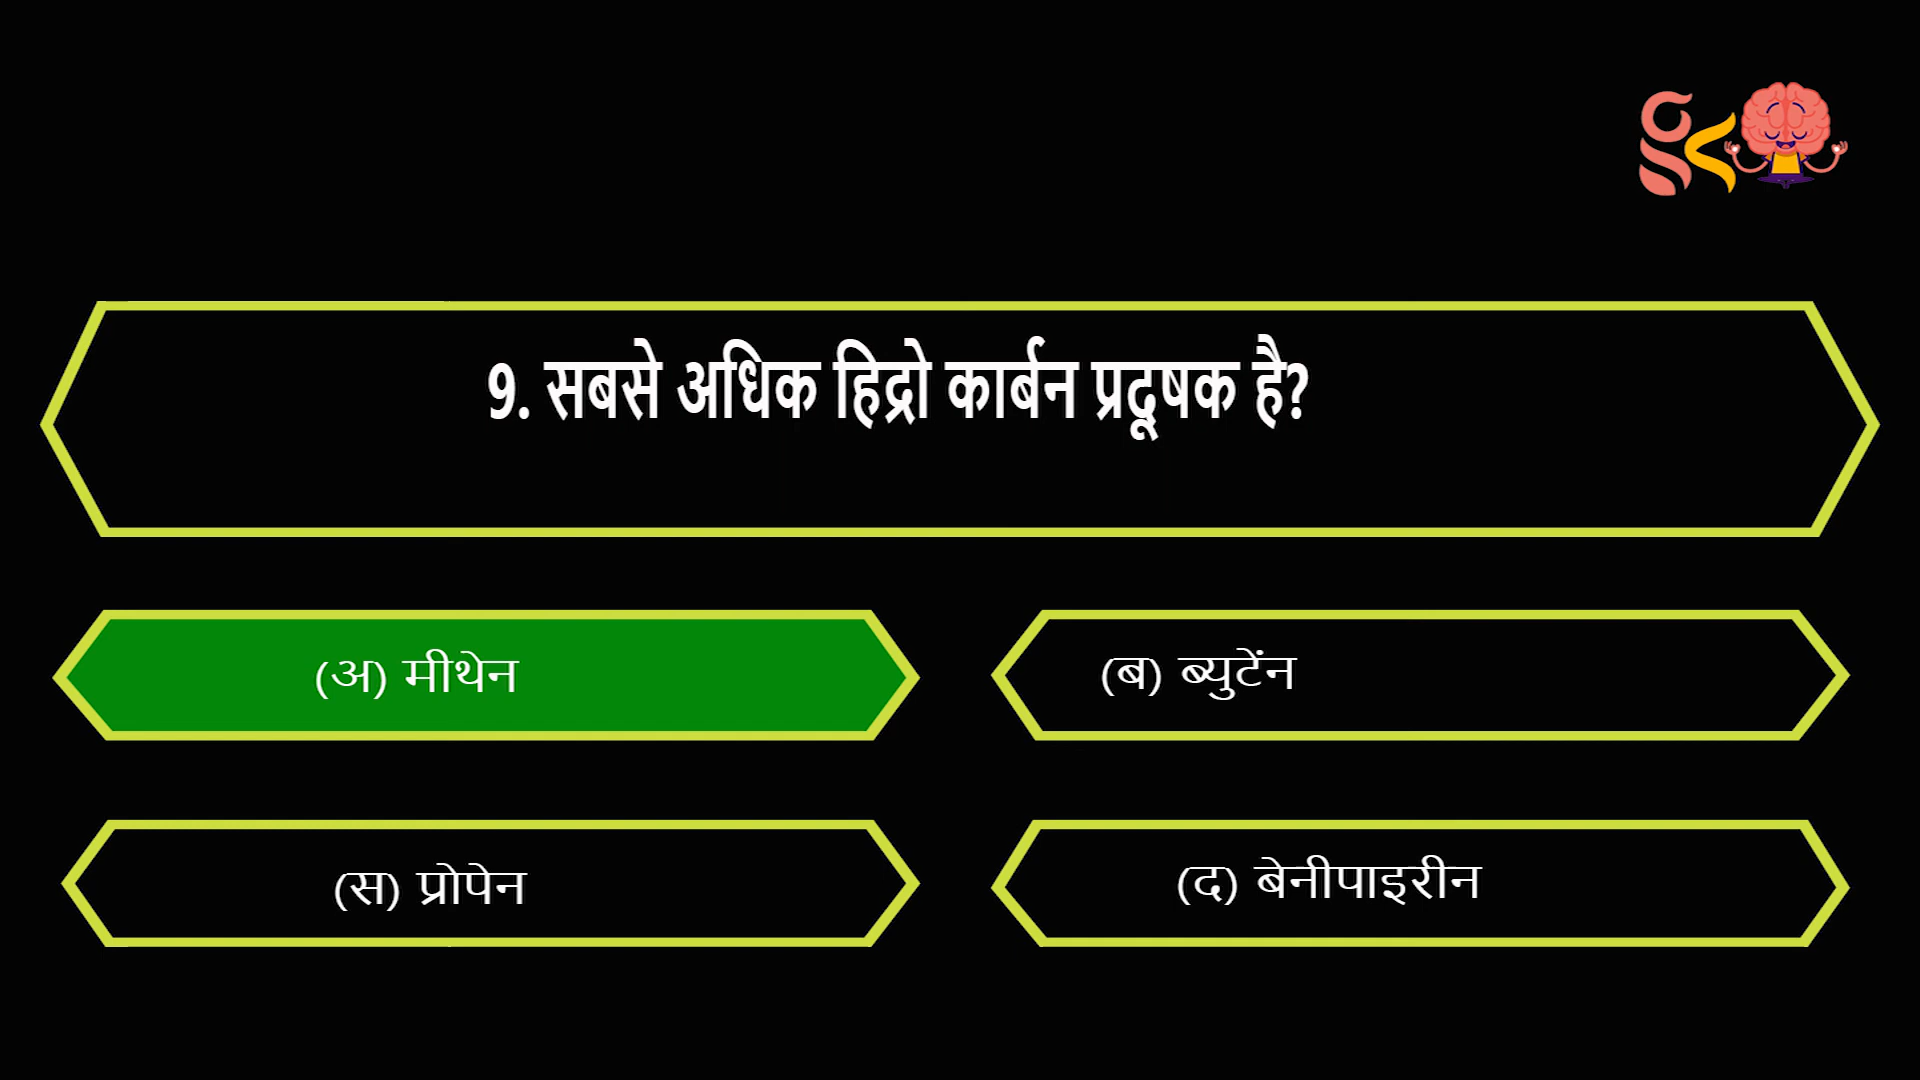 9. सबसे अधिक हिद्रो कार्बन प्रदूषक है?
(अ) मीथेन
(ब) ब्युटेंन
(स) प्रोपेन
(द) बेनीपाइरीन